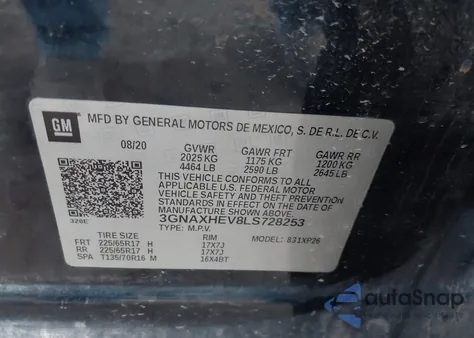 GM
MFD BY GENERAL MOTORS DE MEXICO, S. DE R.L. DE C.V.
08/20 GVWR GAWR FRT GAWR RR
2025 KG 1175 KG 1200 KG
4464 LB 2590 LB 2645 LB
THIS VEHICLE CONFORMS TO ALL
APPLICABLE U.S. FEDERAL MOTOR
VEHICLE SAFETY AND THEFT PREVENTION
STANDARDS IN EFFECT ON THE DATE OF
MANUFACTURE SHOWN ABOVE.
3GNAXHEV8LS728253
TYPE: M.P.V. MODEL: 831XP26
TIRE SIZE RIM
FRT 225/65R17 H 17X7J
RR 225/65R17 H 17X7J
SPA T135/70R16 M 16X4BT
autoSnap